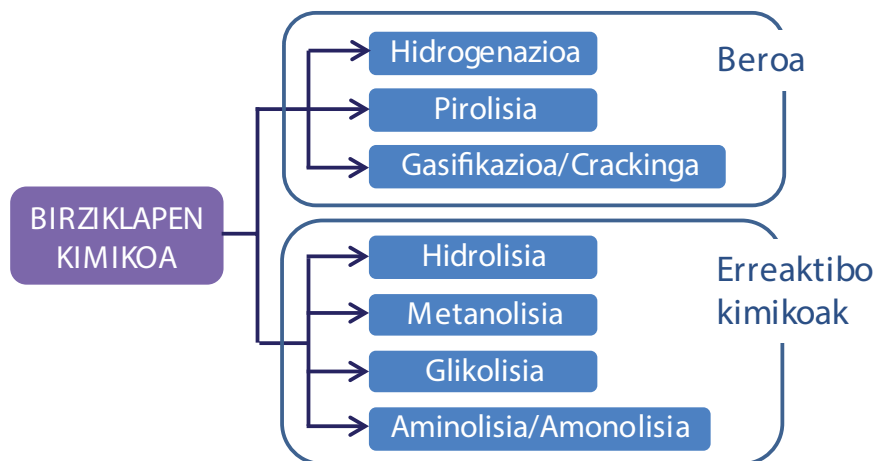 BIRZIKLAPEN
KIMIKOA
Hidrogenazioa
Pirolisia
Gasifikazioa/Crackinga
Beroa
Hidrolisia
Metanolisia
Glikolisia
Aminolisia/Amonolisia
Erreaktibo
kimikoak